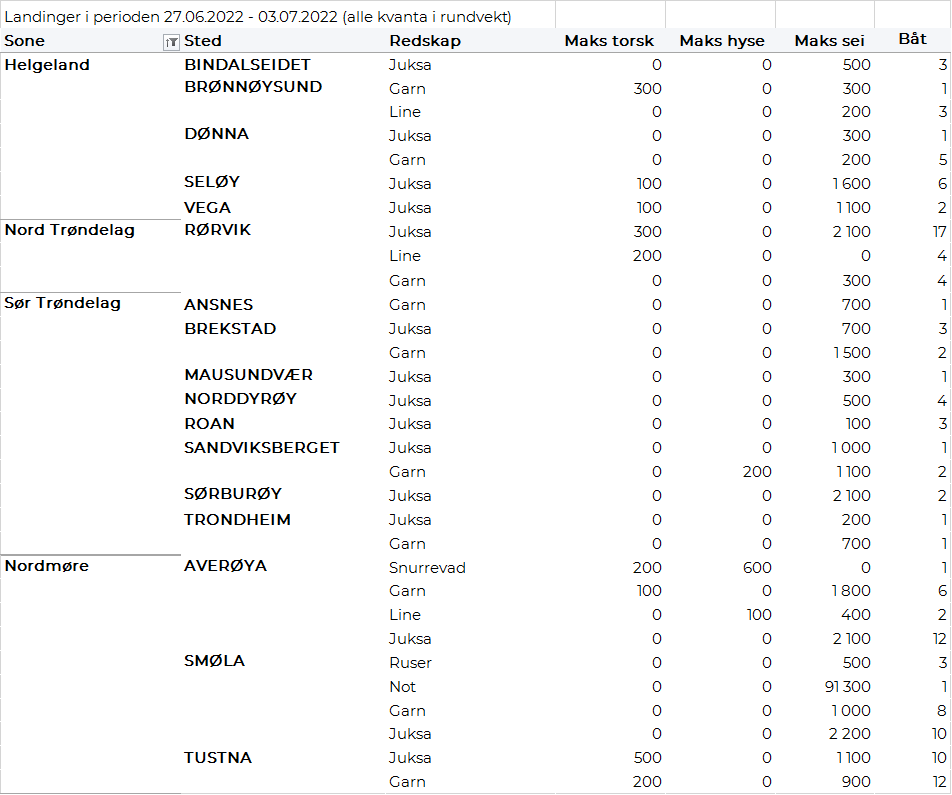 Landinger i perioden 27.06.2022 - 03.07.2022 (alle kvanta i rundvekt)
Sone Sted Redskap Maks torsk Maks hyse Maks sei Båt
Helgeland BINDALSEIDET Juksa 0 0 500 3
BRØNNØYSUND Garn 300 0 300 1
Line 0 0 200 3
DØNNA Juksa 0 0 300 1
Garn 0 0 200 5
SELØY Juksa 100 0 1 600 6
VEGA Juksa 100 0 1 100 2
Nord Trøndelag RØRVIK Juksa 300 0 2 100 17
Line 200 0 0 4
Garn 0 0 300 4
Sør Trøndelag ANSNES Garn 0 0 700 1
BREKSTAD Juksa 0 0 700 3
Garn 0 0 1 500 2
MAUSUNDVÆR Juksa 0 0 300 1
NORDDYRØY Juksa 0 0 500 4
ROAN Juksa 0 0 100 3
SANDVIKSBERGET Juksa 0 0 1 000 1
Garn 0 200 1 100 2
SØRBURØY Juksa 0 0 2 100 2
TRONDHEIM Juksa 0 0 200 1
Garn 0 0 700 1
Nordmøre AVERØYA Snurrevad 200 600 0 1
Garn 100 0 1 800 6
Line 0 100 400 2
Juksa 0 0 2 100 12
SMØLA Ruser 0 0 500 3
Not 0 0 91 300 1
Garn 0 0 1 000 8
Juksa 0 0 2 200 10
TUSTNA Juksa 500 0 1 100 10
Garn 200 0 900 12